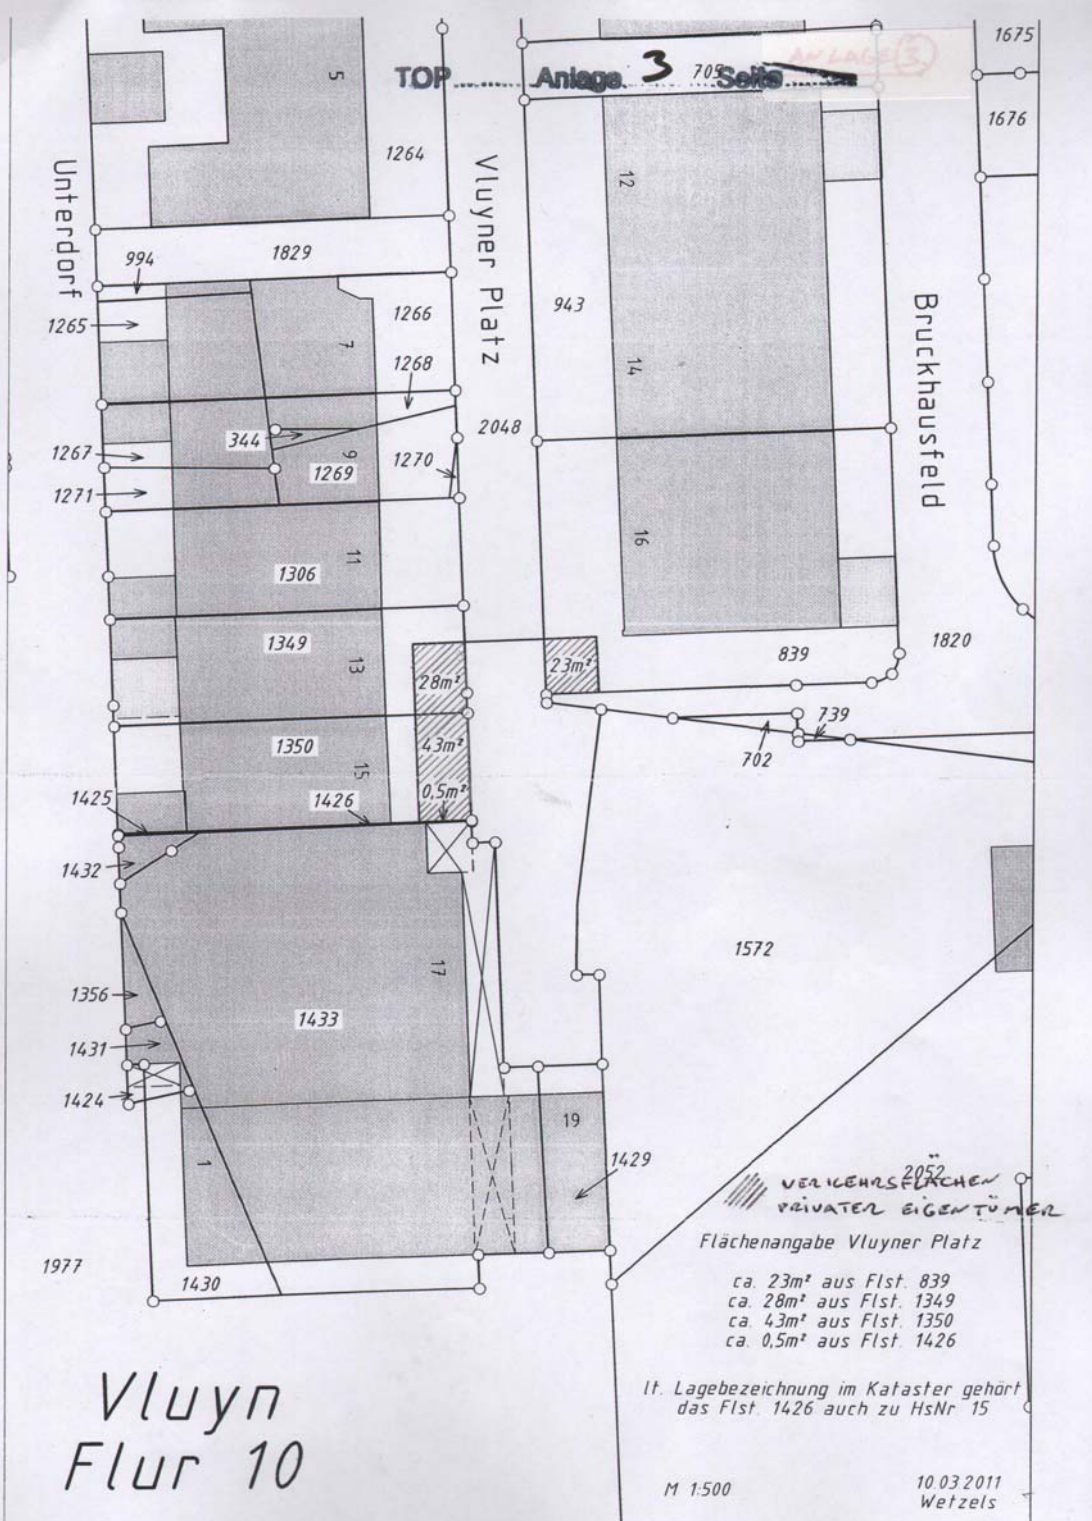 1675
ANLAGE 3
TOP ........ Anlage 3 ........ Seite
705
5
1676
1264
Unterdorf
Vluyner Platz
12
994
1829
943
Bruckhausfeld
1265
1266
7
1268
14
344
2048
9
1267
1269
1270
1271
11
16
1306
1349
13
28m²
23m²
839
1820
739
702
1350
43m²
15
1425
1426
0,5m²
1432
1572
17
1356
1433
1431
1424
19
1
1429
2052
VERKEHRSFLÄCHEN
PRIVATER EIGENTÜMER
Flächenangabe Vluyner Platz
1977
1430
ca. 23m² aus Flst. 839
ca. 28m² aus Flst. 1349
ca. 43m² aus Flst. 1350
ca. 0,5m² aus Flst. 1426
lt. Lagebezeichnung im Kataster gehört
das Flst. 1426 auch zu HsNr 15
Vluyn
Flur 10
M 1:500
10.03.2011
Wetzels